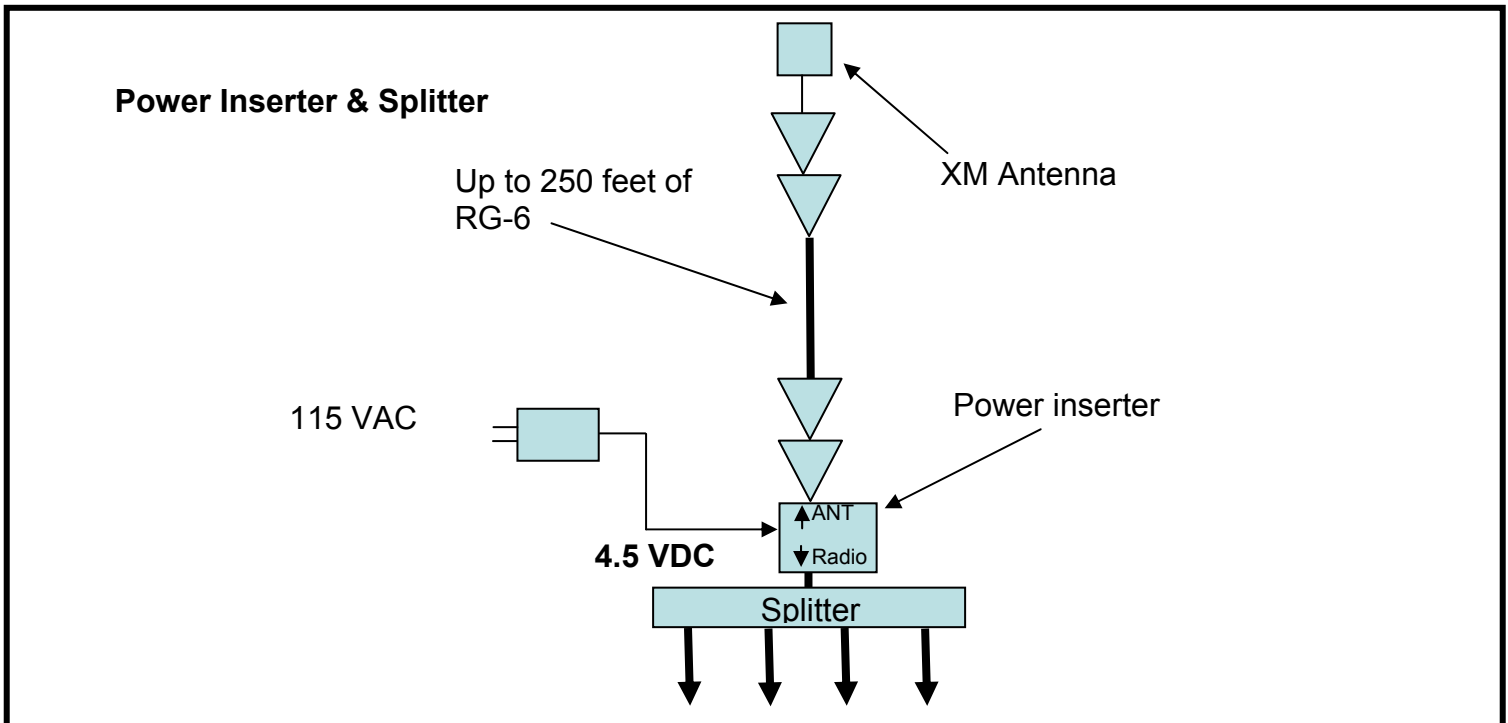 Power Inserter & Splitter
XM Antenna
Up to 250 feet of
RG-6
115 VAC
Power inserter
ANT
4.5 VDC
Radio
Splitter